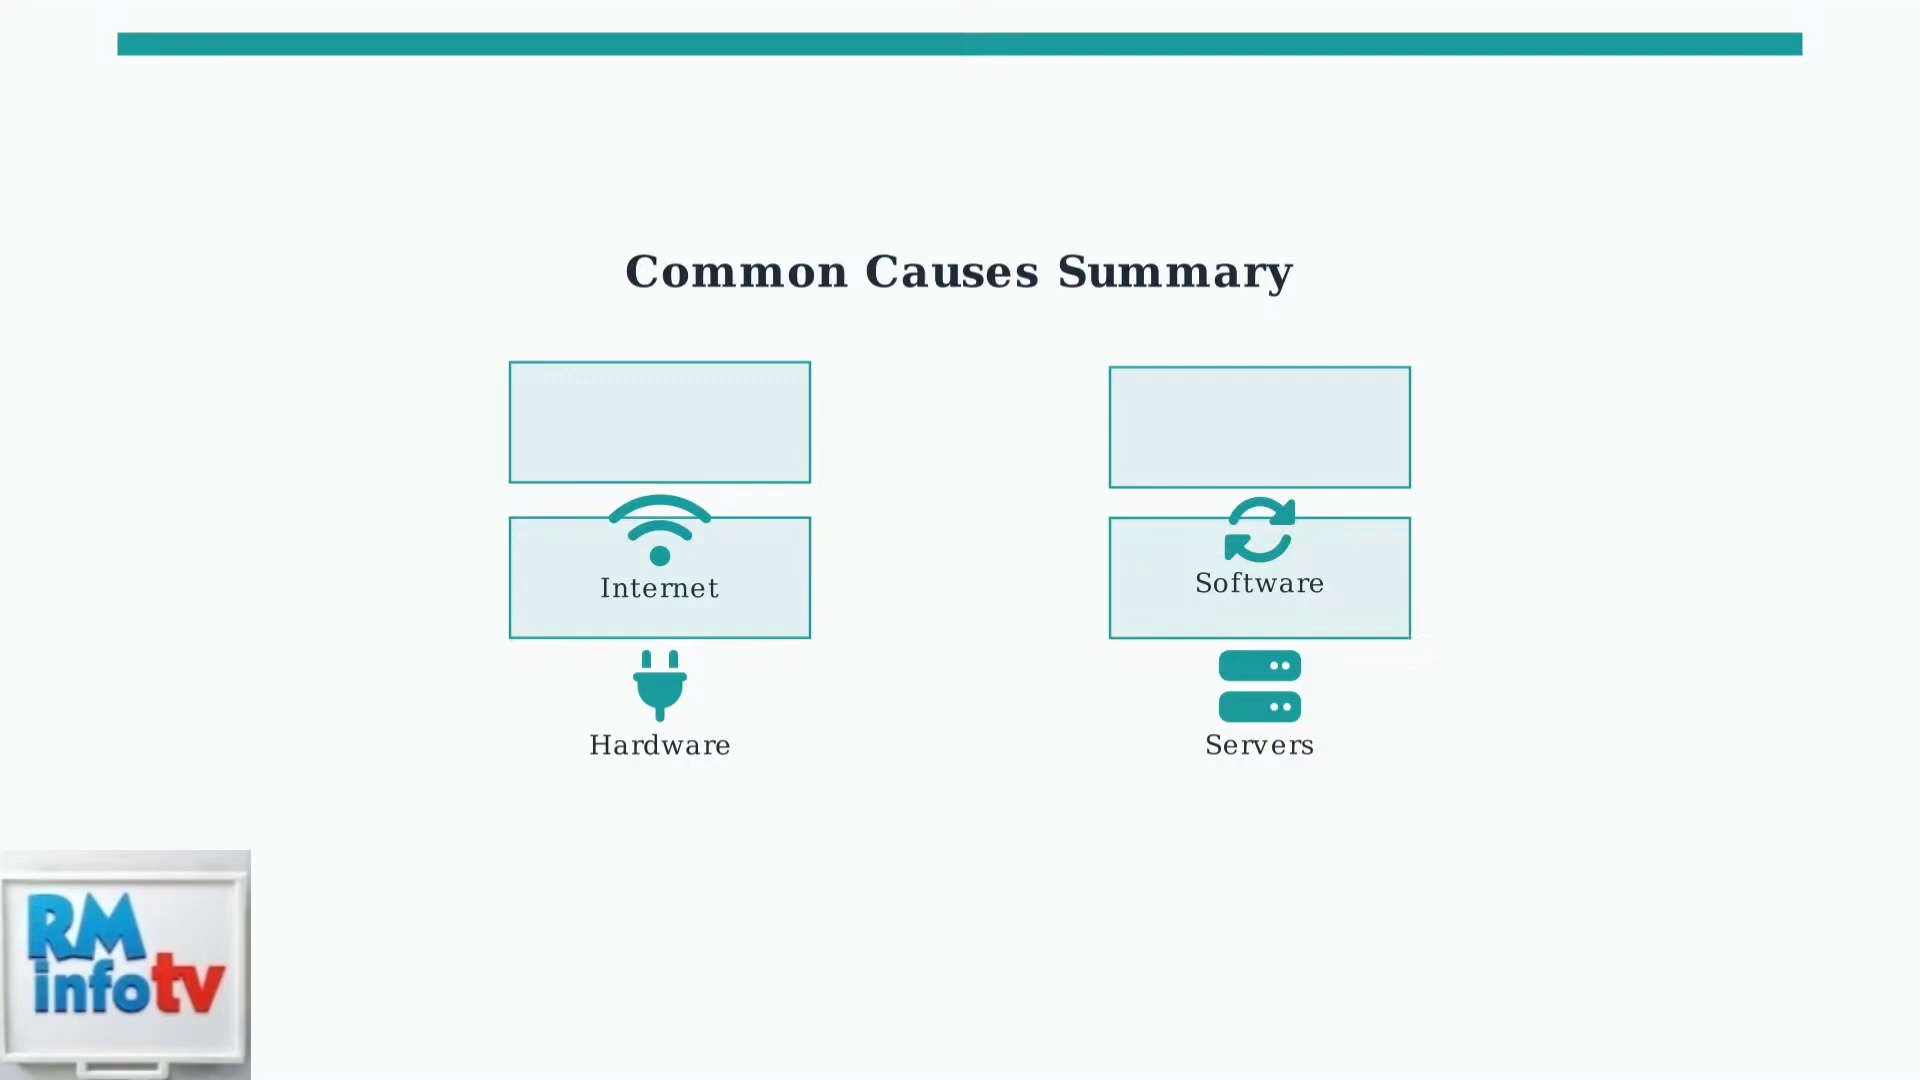 Common Causes Summary
Internet
Software
Hardware
Servers
RM
infotv